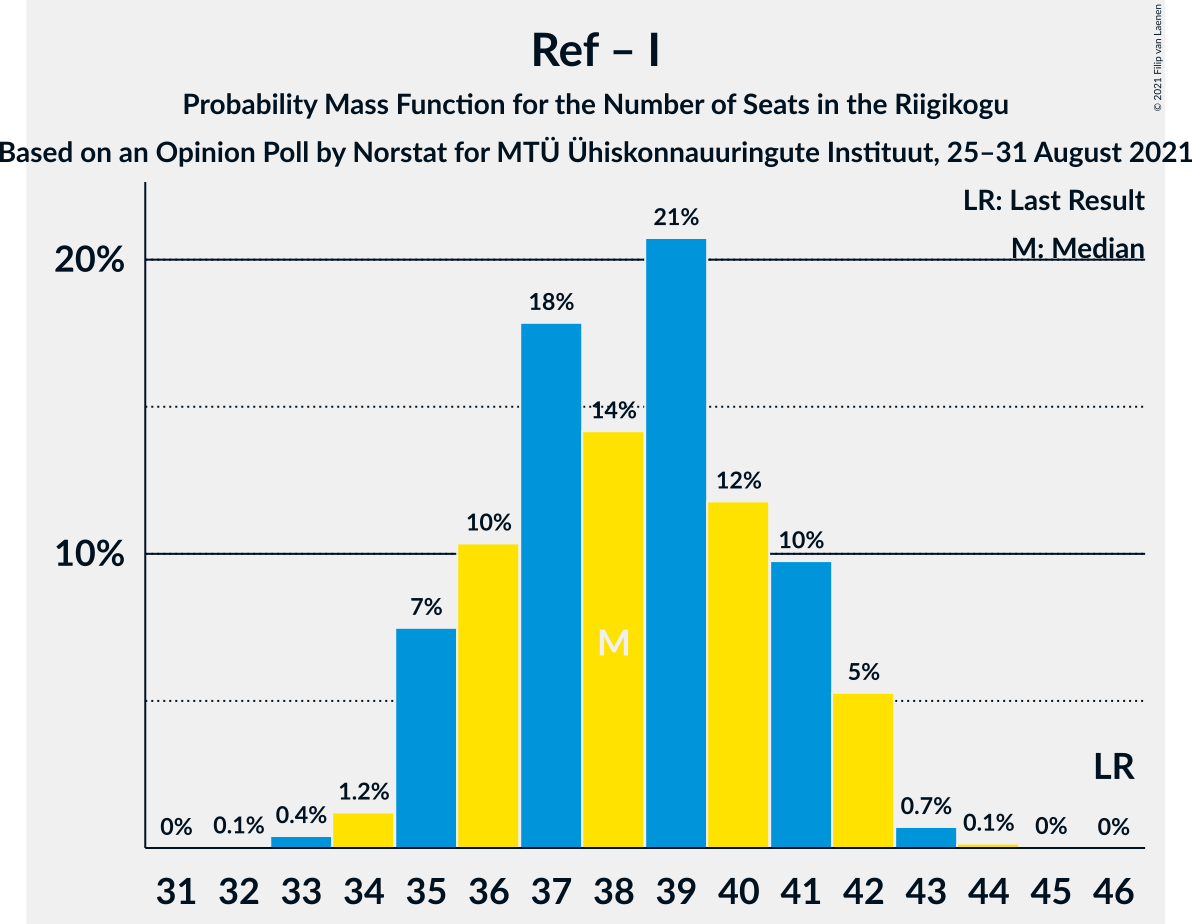 Ref – I
Probability Mass Function for the Number of Seats in the Riigikogu
Based on an Opinion Poll by Norstat for MTÜ Ühiskonnauuringute Instituut, 25–31 August 2021
© 2021 Filip van Laenen
LR: Last Result
M: Median
20%
10%
0%
0.1%
0.4%
1.2%
7%
10%
18%
14%
21%
12%
10%
5%
0.7%
0.1%
0%
0%
M
LR
31 32 33 34 35 36 37 38 39 40 41 42 43 44 45 46